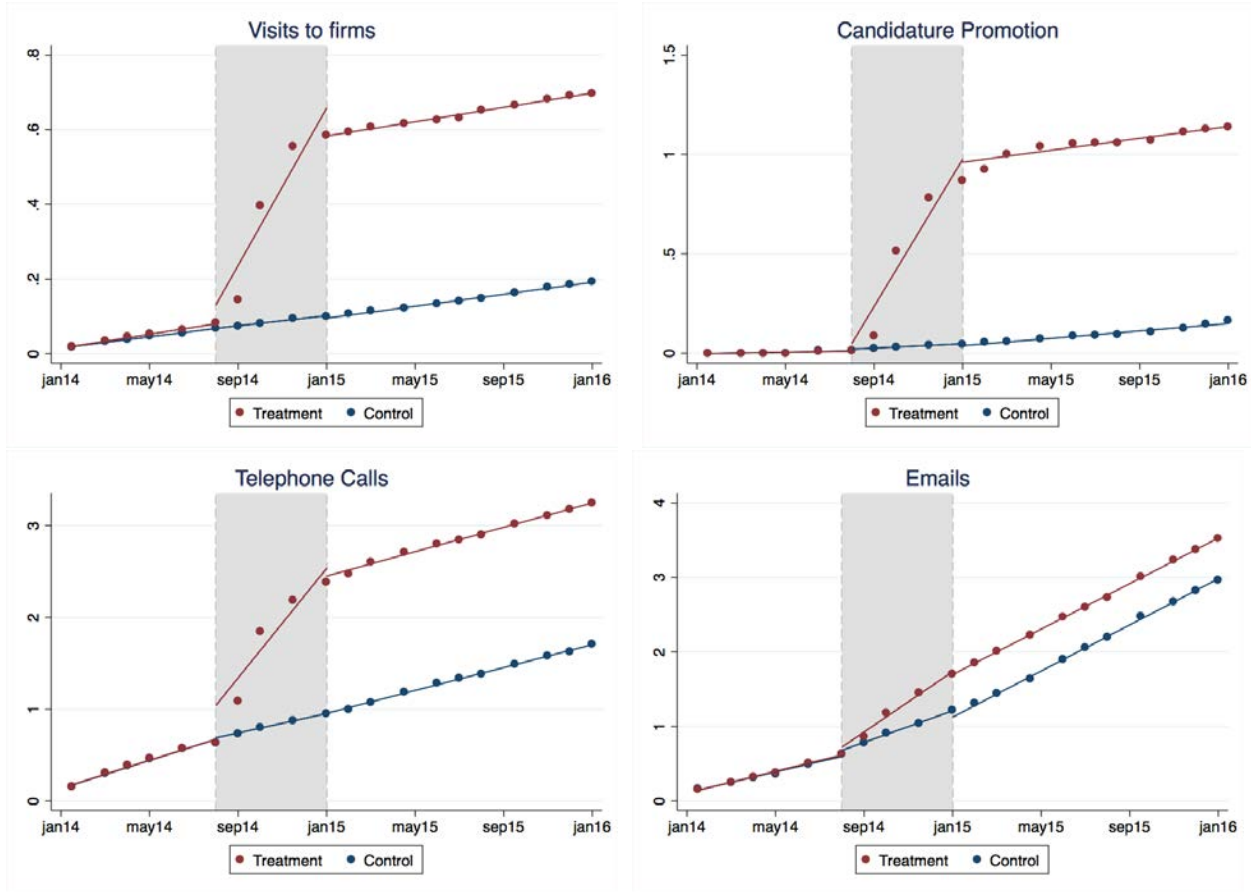 Visits to firms
.8
.6
.4
.2
0
jan14 may14 sep14 jan15 may15 sep15 jan16
Treatment Control
Candidature Promotion
1.5
1
.5
0
jan14 may14 sep14 jan15 may15 sep15 jan16
Treatment Control
Telephone Calls
3
2
1
0
jan14 may14 sep14 jan15 may15 sep15 jan16
Treatment Control
Emails
4
3
2
1
0
jan14 may14 sep14 jan15 may15 sep15 jan16
Treatment Control